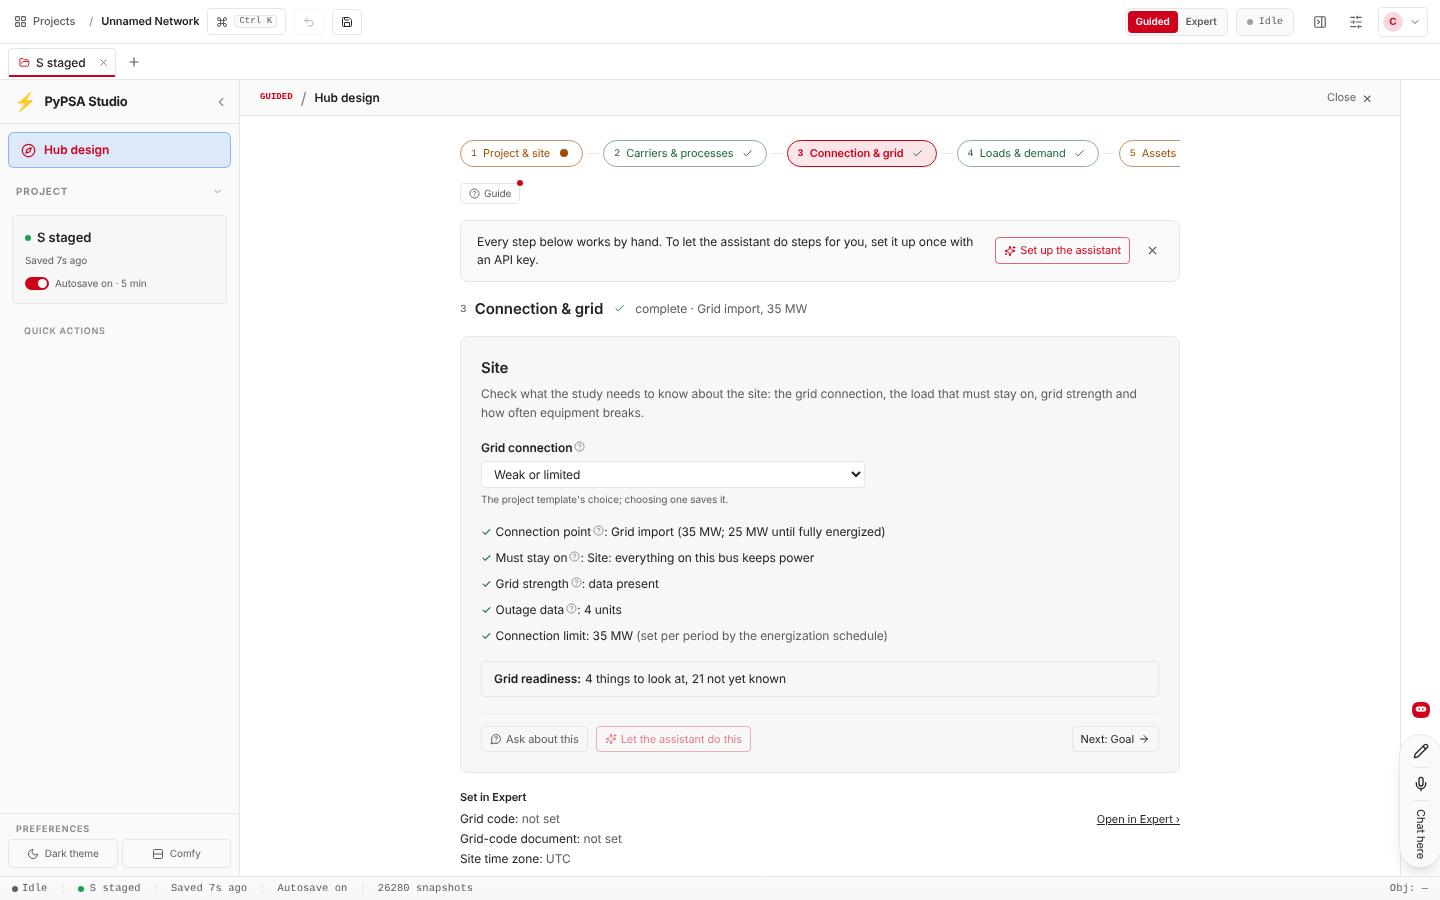 Projects / Unnamed Network Ctrl K Guided Expert Idle C
S staged
PyPSA Studio
GUIDED / Hub design Close
Hub design
1 Project & site 2 Carriers & processes 3 Connection & grid 4 Loads & demand 5 Assets
PROJECT
Guide
S staged
Saved 7s ago
Autosave on · 5 min
QUICK ACTIONS
Every step below works by hand. To let the assistant do steps for you, set it up once with
an API key.
Set up the assistant
3 Connection & grid complete · Grid import, 35 MW
Site
Check what the study needs to know about the site: the grid connection, the load that must stay on, grid strength and
how often equipment breaks.
Grid connection
Weak or limited
The project template's choice; choosing one saves it.
Connection point: Grid import (35 MW; 25 MW until fully energized)
Must stay on: Site: everything on this bus keeps power
Grid strength: data present
Outage data: 4 units
Connection limit: 35 MW (set per period by the energization schedule)
Grid readiness: 4 things to look at, 21 not yet known
Ask about this Let the assistant do this Next: Goal →
Set in Expert
Grid code: not set
Open in Expert ›
Grid-code document: not set
Site time zone: UTC
Chat here
PREFERENCES
Dark theme Comfy
Idle S staged Saved 7s ago Autosave on 26280 snapshots Obj: —